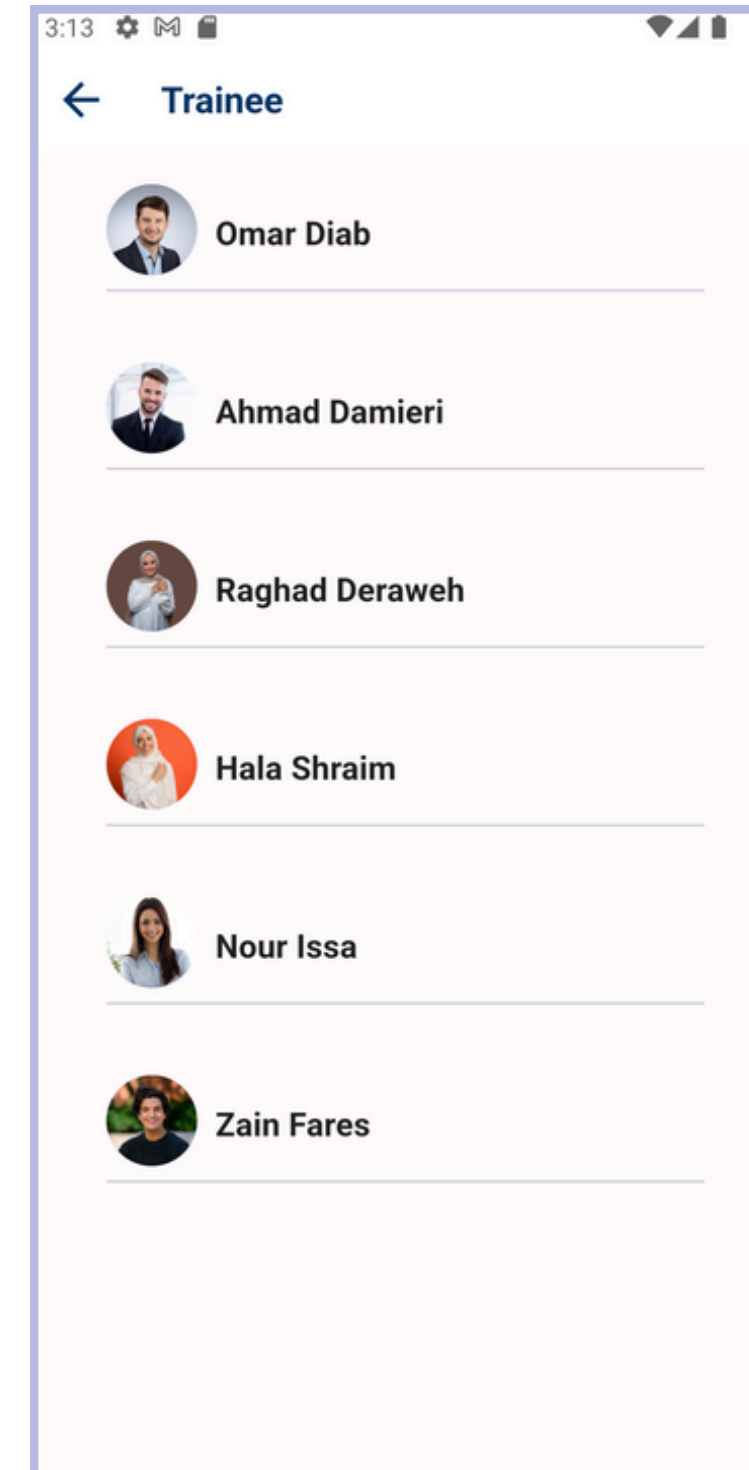 3:13
Trainee
Omar Diab
Ahmad Damieri
Raghad Deraweh
Hala Shraim
Nour Issa
Zain Fares